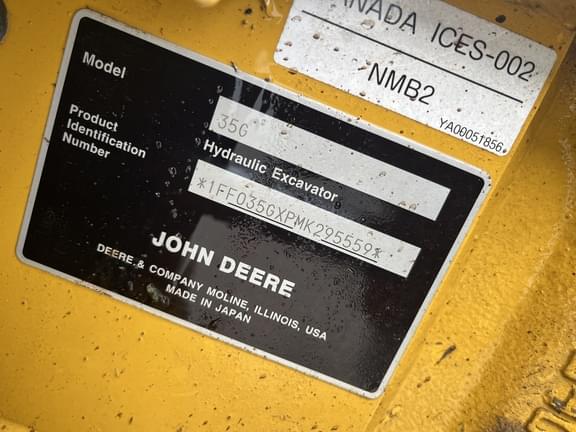 CANADA ICES-002
NMB2
YA00051856
Model
35G
Hydraulic Excavator
Product
Identification
Number
*1FF035GXPMK295559*
JOHN DEERE
DEERE & COMPANY MOLINE, ILLINOIS, USA
MADE IN JAPAN